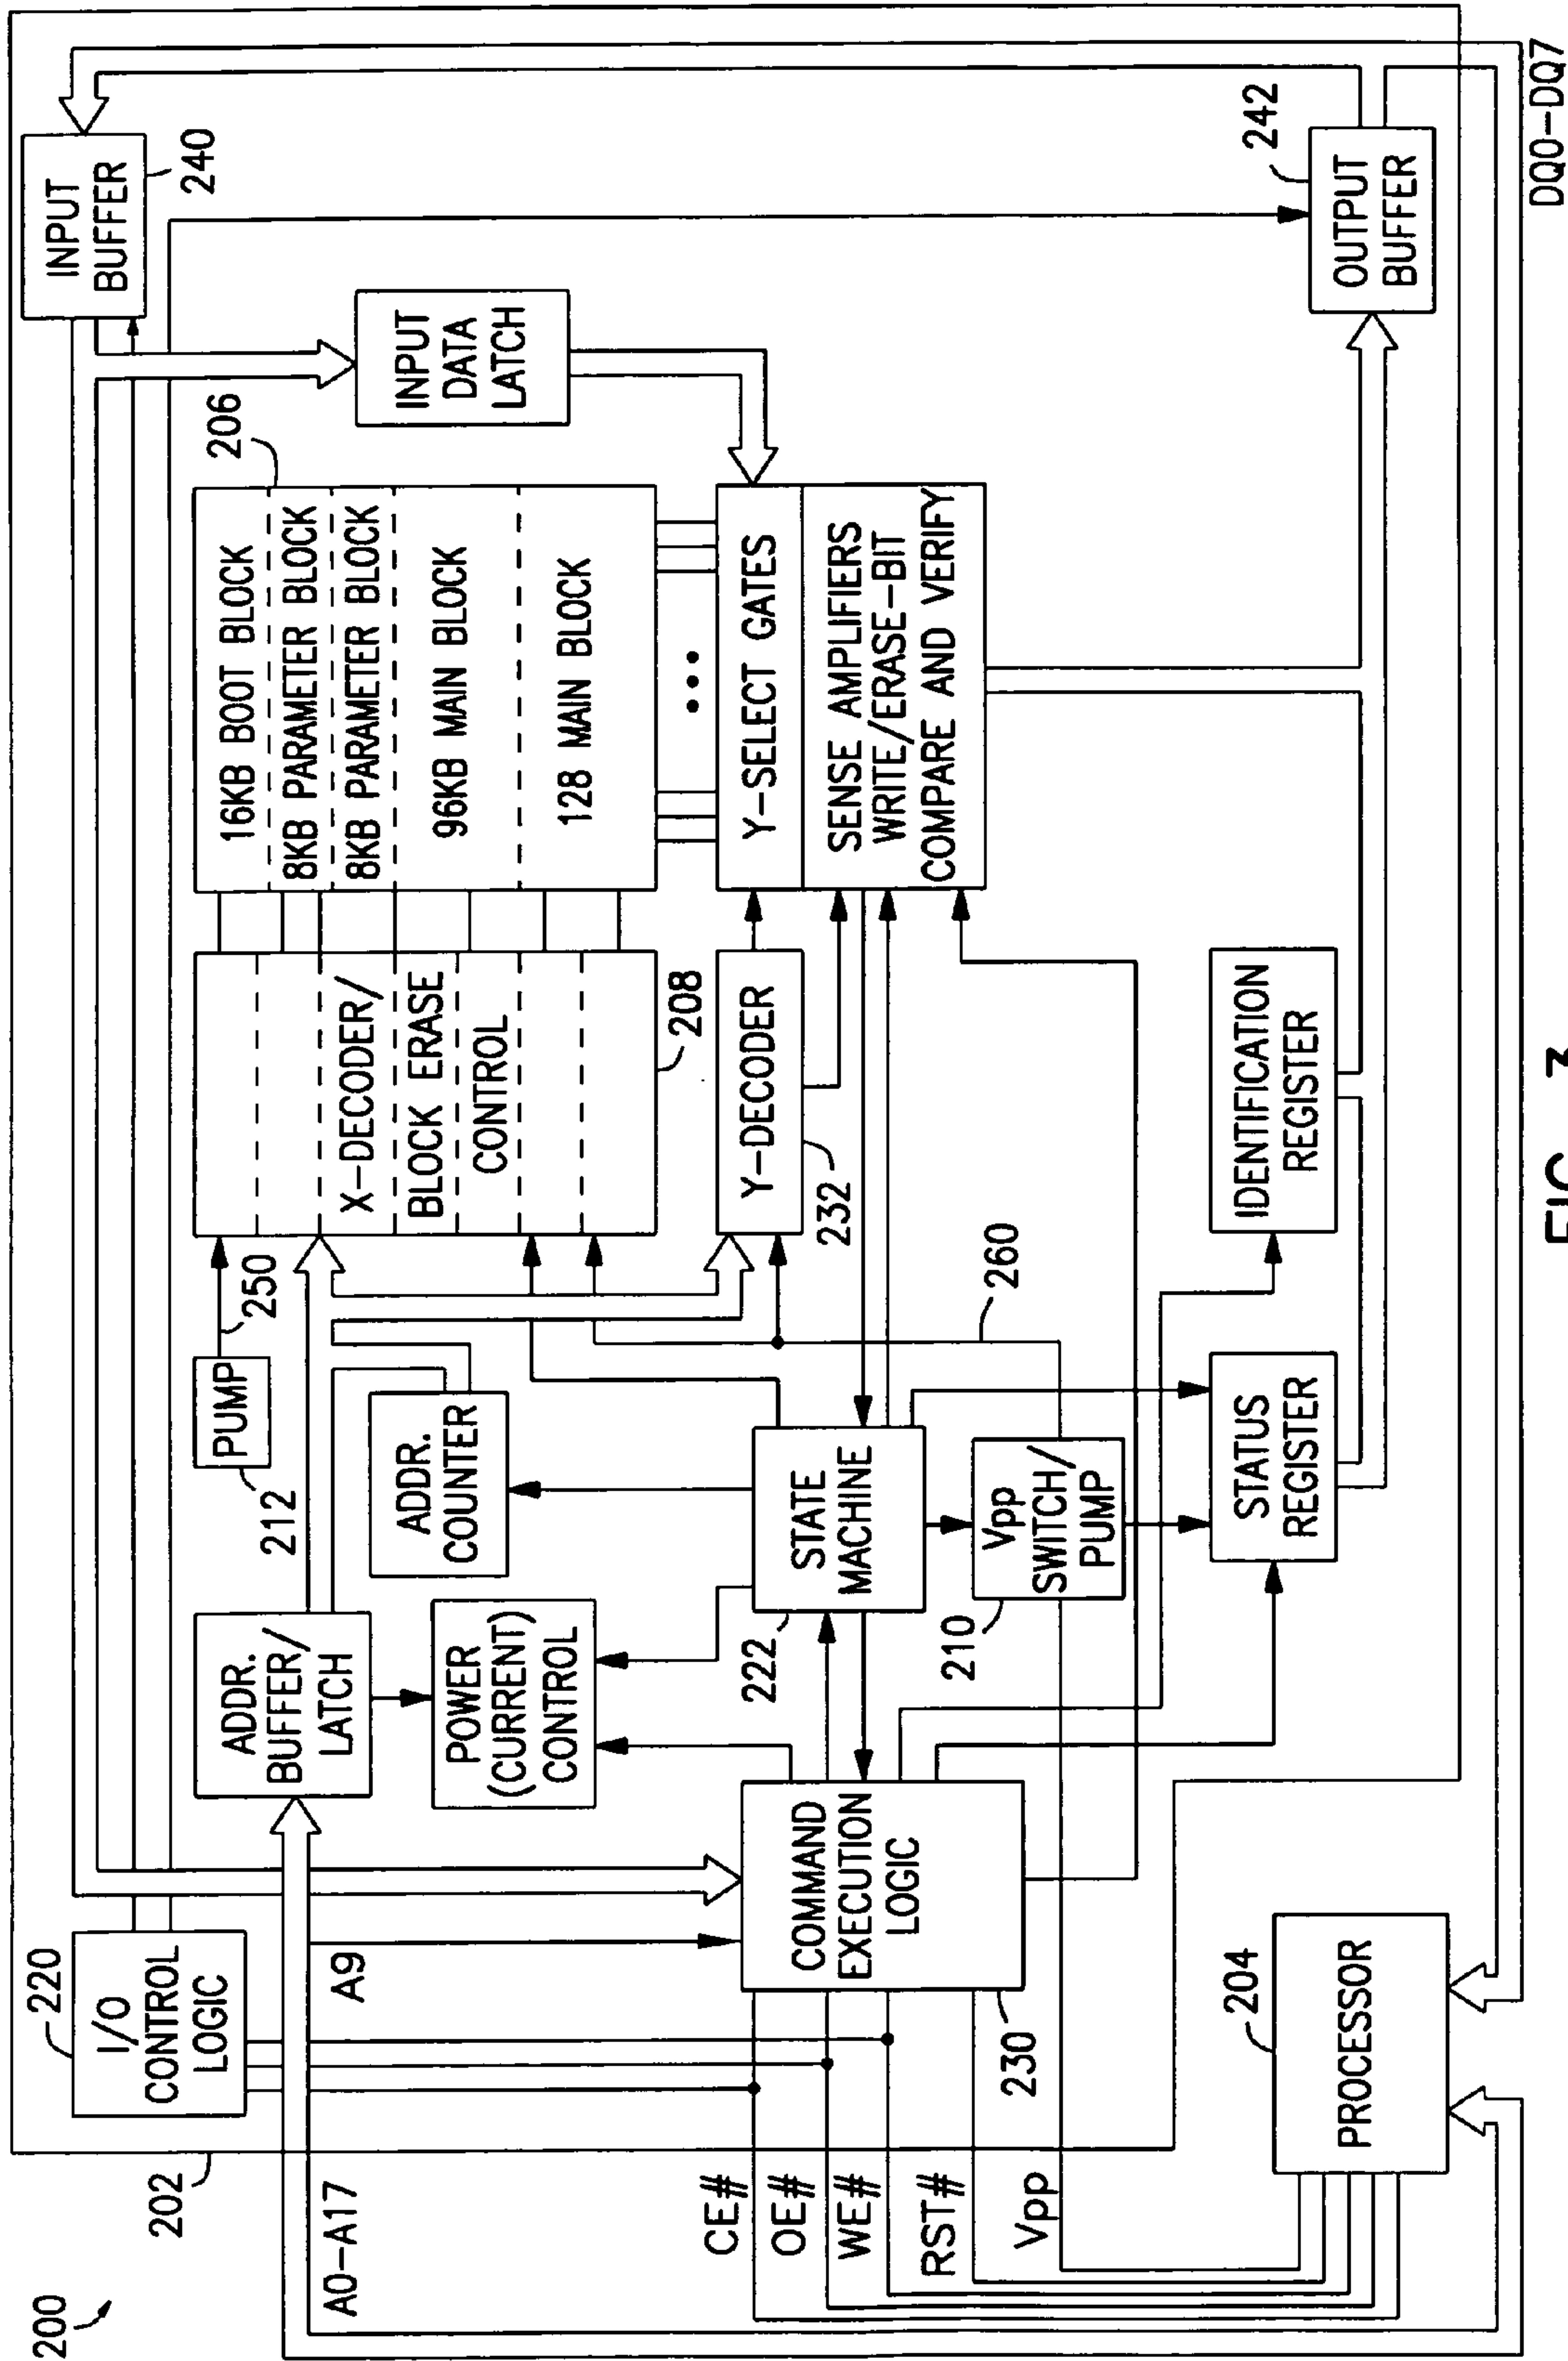 200
202
A0-A17
CE#
OE#
WE#
RST#
Vpp
220
I/O
CONTROL
LOGIC
A9
ADDR.
BUFFER/
LATCH
POWER
(CURRENT)
CONTROL
COMMAND
EXECUTION
LOGIC
230
204
PROCESSOR
PUMP
212
250
ADDR.
COUNTER
STATE
MACHINE
222
Vpp
SWITCH/
PUMP
210
260
STATUS
REGISTER
IDENTIFICATION
REGISTER
X-DECODER/
BLOCK ERASE
CONTROL
208
Y-DECODER
232
16KB BOOT BLOCK
8KB PARAMETER BLOCK
8KB PARAMETER BLOCK
96KB MAIN BLOCK
128 MAIN BLOCK
206
Y-SELECT GATES
SENSE AMPLIFIERS
WRITE/ERASE-BIT
COMPARE AND VERIFY
INPUT
DATA
LATCH
INPUT
BUFFER
240
OUTPUT
BUFFER
242
DQ0-DQ7